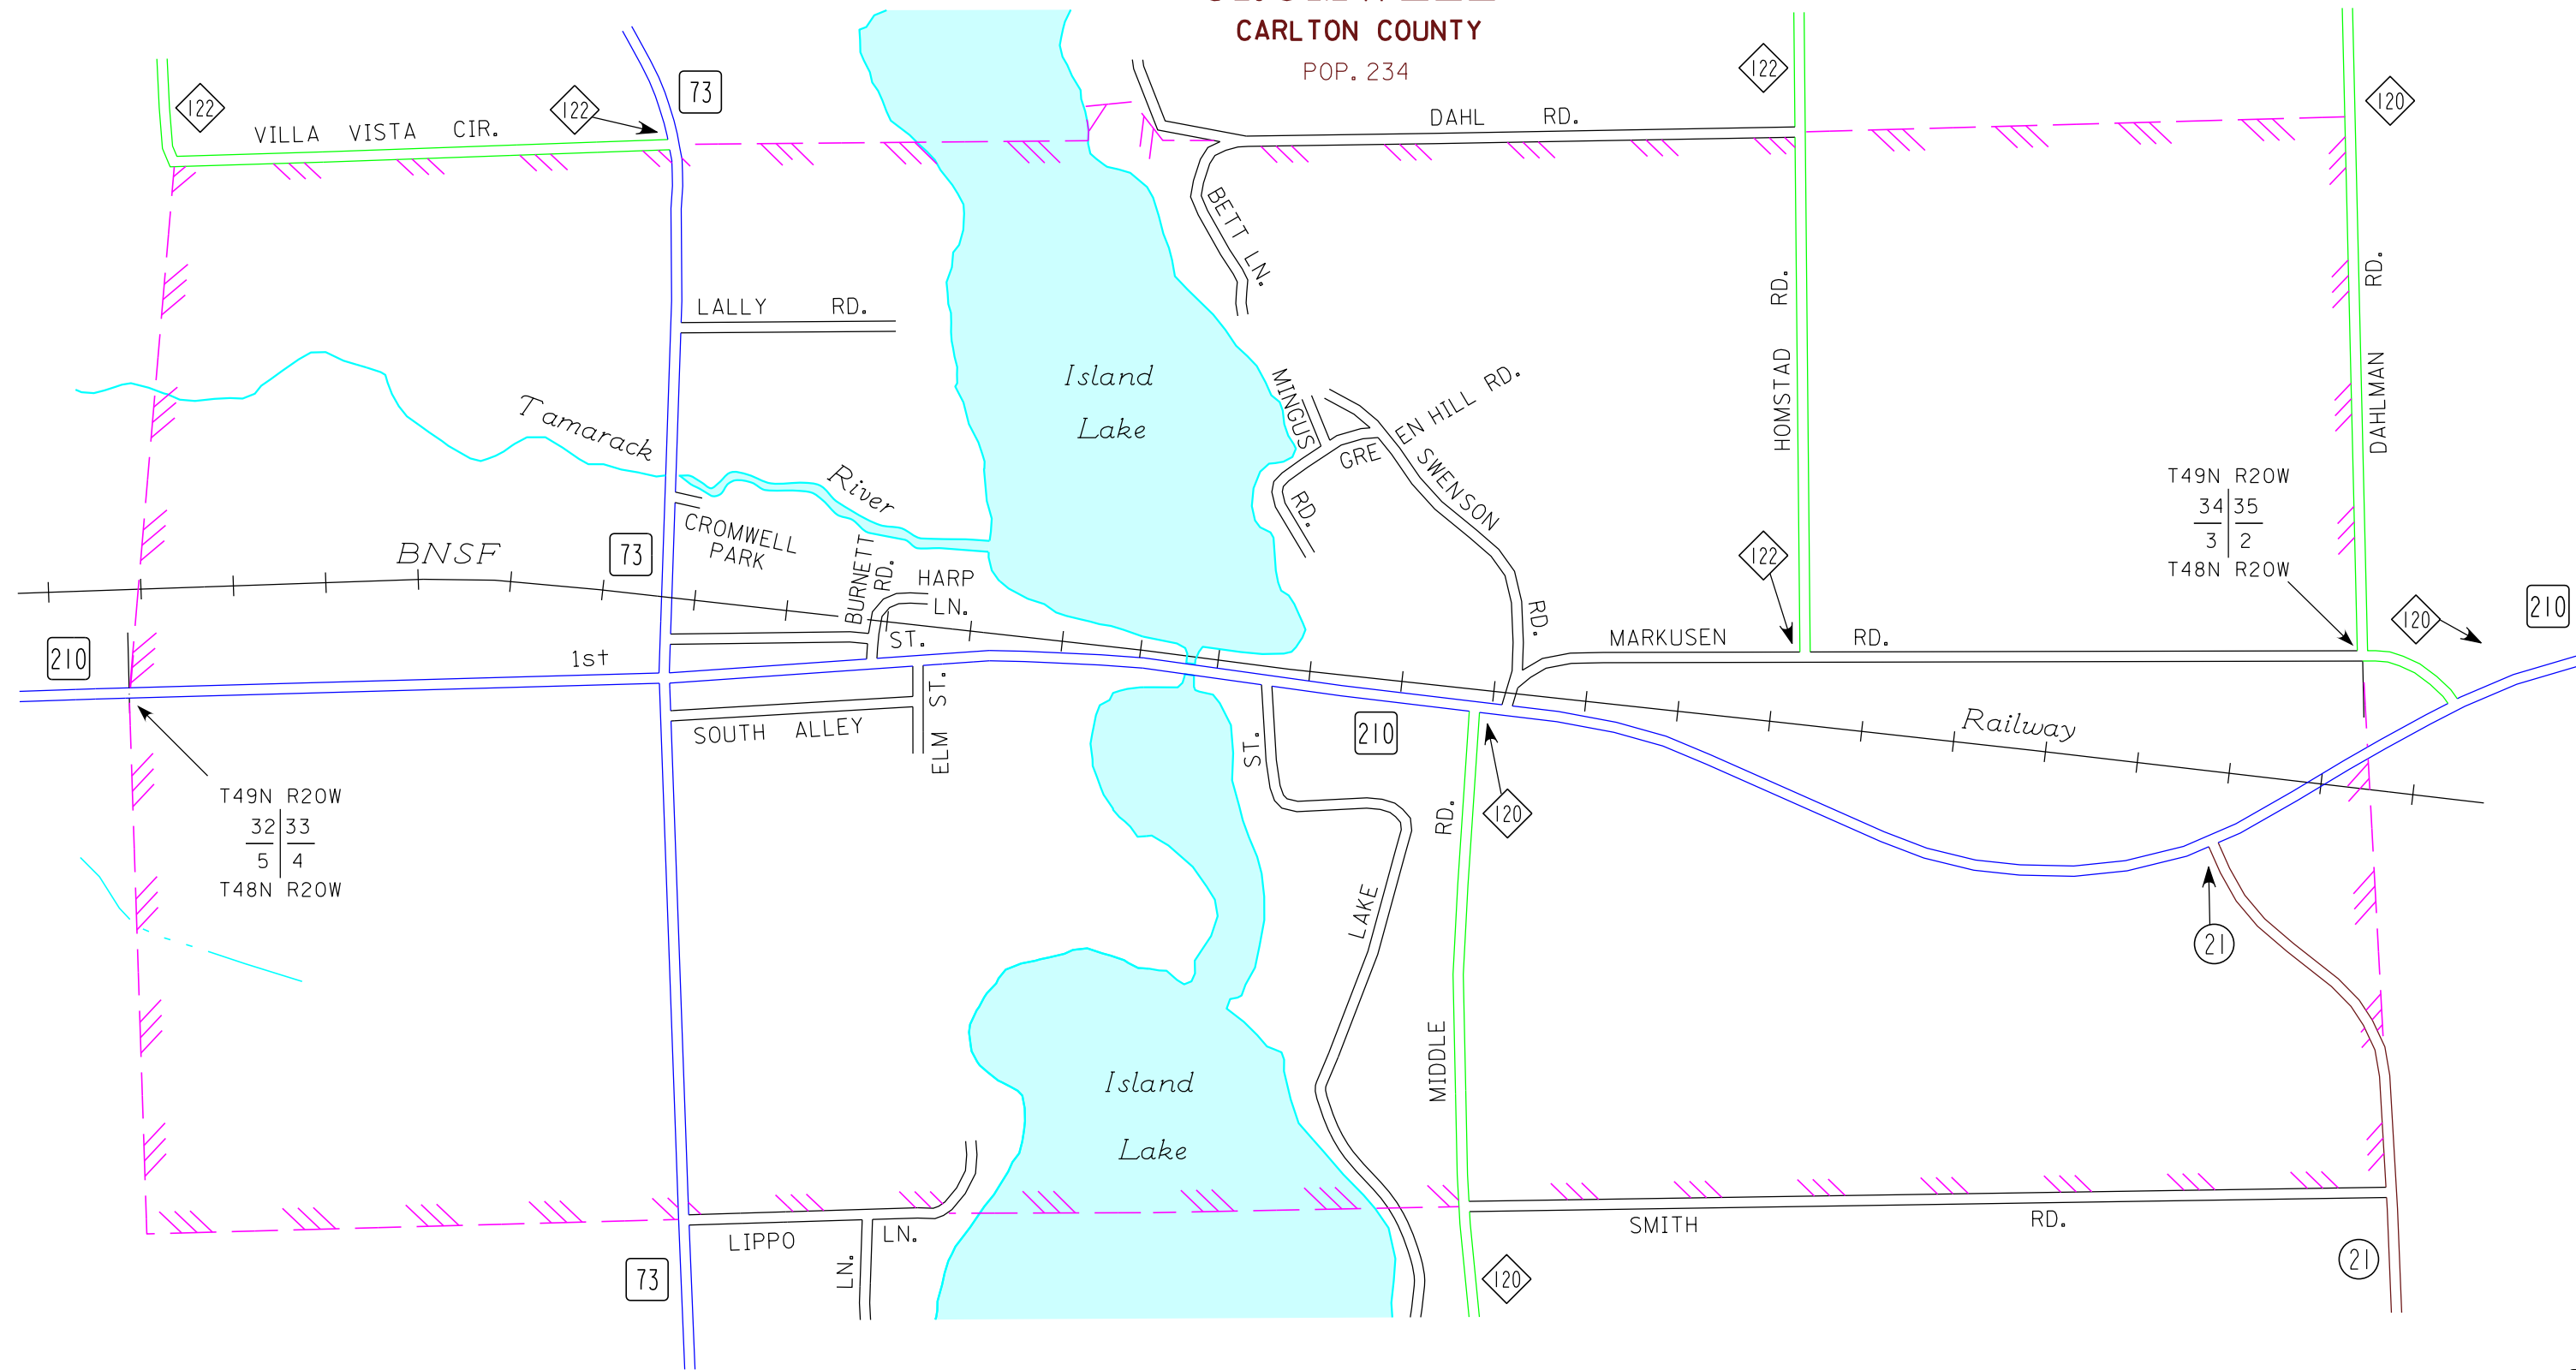 CARLTON COUNTY
POP. 234
122
VILLA VISTA CIR.
122
73
DAHL RD.
122
120
BETT LN.
LALLY RD.
HOMSTAD RD.
DAHLMAN RD.
Island
Lake
Tamarack River
MINGUS RD.
GREEN HILL RD.
SWENSON RD.
T49N R20W
34 35
3 2
T48N R20W
BNSF Railway
73
CROMWELL
PARK
BURNETT
RD.
HARP
LN.
122
120
210
210
1st ST.
MARKUSEN RD.
SOUTH ALLEY
ELM ST.
210
T49N R20W
32 33
5 4
T48N R20W
LAKE ST.
MIDDLE RD.
120
21
Island
Lake
LIPPO LN.
LN.
SMITH RD.
73
120
21